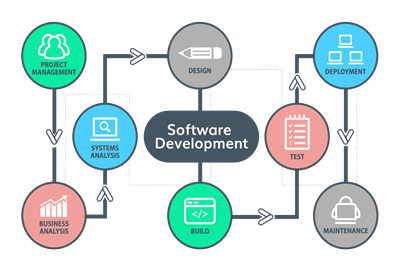 PROJECT
MANAGEMENT
BUSINESS
ANALYSIS
SYSTEMS
ANALYSIS
DESIGN
Software
Development
BUILD
TEST
DEPLOYMENT
MAINTENANCE